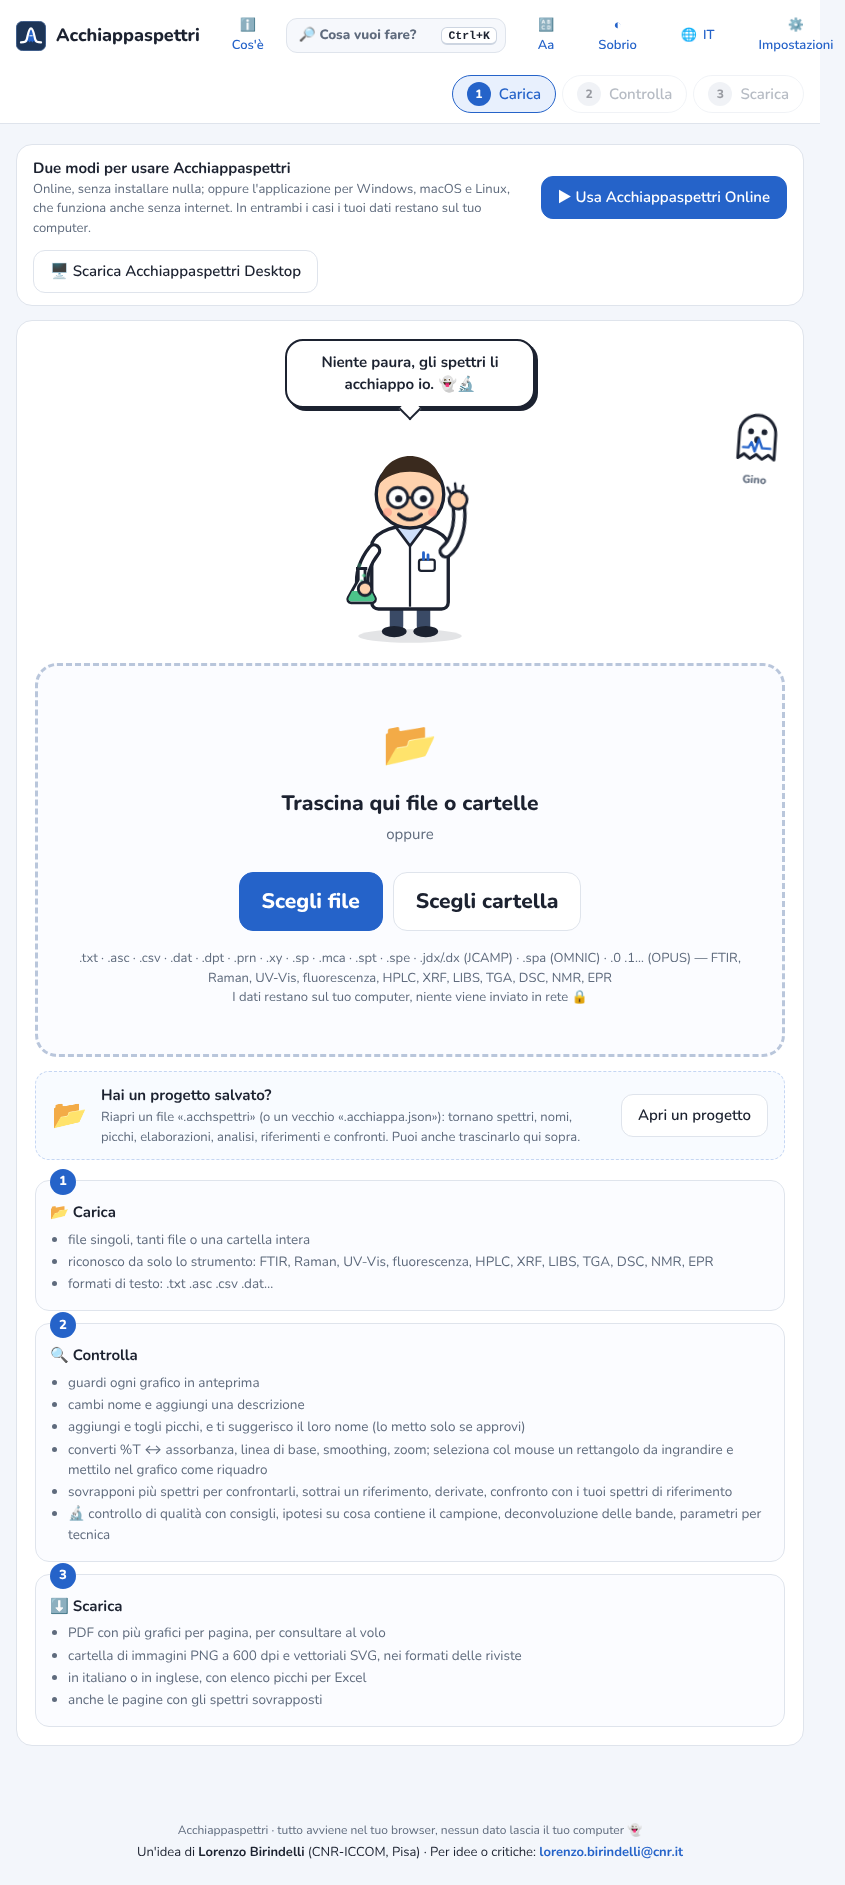 Acchiappaspettri
ℹ️
Cos'è
🔎 Cosa vuoi fare? Ctrl+K
🔠
Aa
Sobrio
🌐 IT
⚙️
Impostazioni
1 Carica
2 Controlla
3 Scarica
Due modi per usare Acchiappaspettri
Online, senza installare nulla; oppure l'applicazione per Windows, macOS e Linux,
che funziona anche senza internet. In entrambi i casi i tuoi dati restano sul tuo
computer.
▶ Usa Acchiappaspettri Online
🖥️ Scarica Acchiappaspettri Desktop
Niente paura, gli spettri li
acchiappo io. 👻🔬
Gino
Trascina qui file o cartelle
oppure
Scegli file
Scegli cartella
.txt · .asc · .csv · .dat · .dpt · .prn · .xy · .sp · .mca · .spt · .spe · .jdx/.dx (JCAMP) · .spa (OMNIC) · .0 .1... (OPUS) — FTIR,
Raman, UV-Vis, fluorescenza, HPLC, XRF, LIBS, TGA, DSC, NMR, EPR
I dati restano sul tuo computer, niente viene inviato in rete 🔒
Hai un progetto salvato?
Riapri un file «.acchspettri» (o un vecchio «.acchiappa.json»): tornano spettri, nomi,
picchi, elaborazioni, analisi, riferimenti e confronti. Puoi anche trascinarlo qui sopra.
Apri un progetto
1
📂 Carica
• file singoli, tanti file o una cartella intera
• riconosco da solo lo strumento: FTIR, Raman, UV-Vis, fluorescenza, HPLC, XRF, LIBS, TGA, DSC, NMR, EPR
• formati di testo: .txt .asc .csv .dat...
2
🔍 Controlla
• guardi ogni grafico in anteprima
• cambi nome e aggiungi una descrizione
• aggiungi e togli picchi, e ti suggerisco il loro nome (lo metto solo se approvi)
• converti %T ↔ assorbanza, linea di base, smoothing, zoom; seleziona col mouse un rettangolo da ingrandire e
mettilo nel grafico come riquadro
• sovrapponi più spettri per confrontarli, sottrai un riferimento, derivate, confronto con i tuoi spettri di riferimento
• 🔬 controllo di qualità con consigli, ipotesi su cosa contiene il campione, deconvoluzione delle bande, parametri per
tecnica
3
⬇️ Scarica
• PDF con più grafici per pagina, per consultare al volo
• cartella di immagini PNG a 600 dpi e vettoriali SVG, nei formati delle riviste
• in italiano o in inglese, con elenco picchi per Excel
• anche le pagine con gli spettri sovrapposti
Acchiappaspettri · tutto avviene nel tuo browser, nessun dato lascia il tuo computer 👻
Un'idea di Lorenzo Birindelli (CNR-ICCOM, Pisa) · Per idee o critiche: lorenzo.birindelli@cnr.it